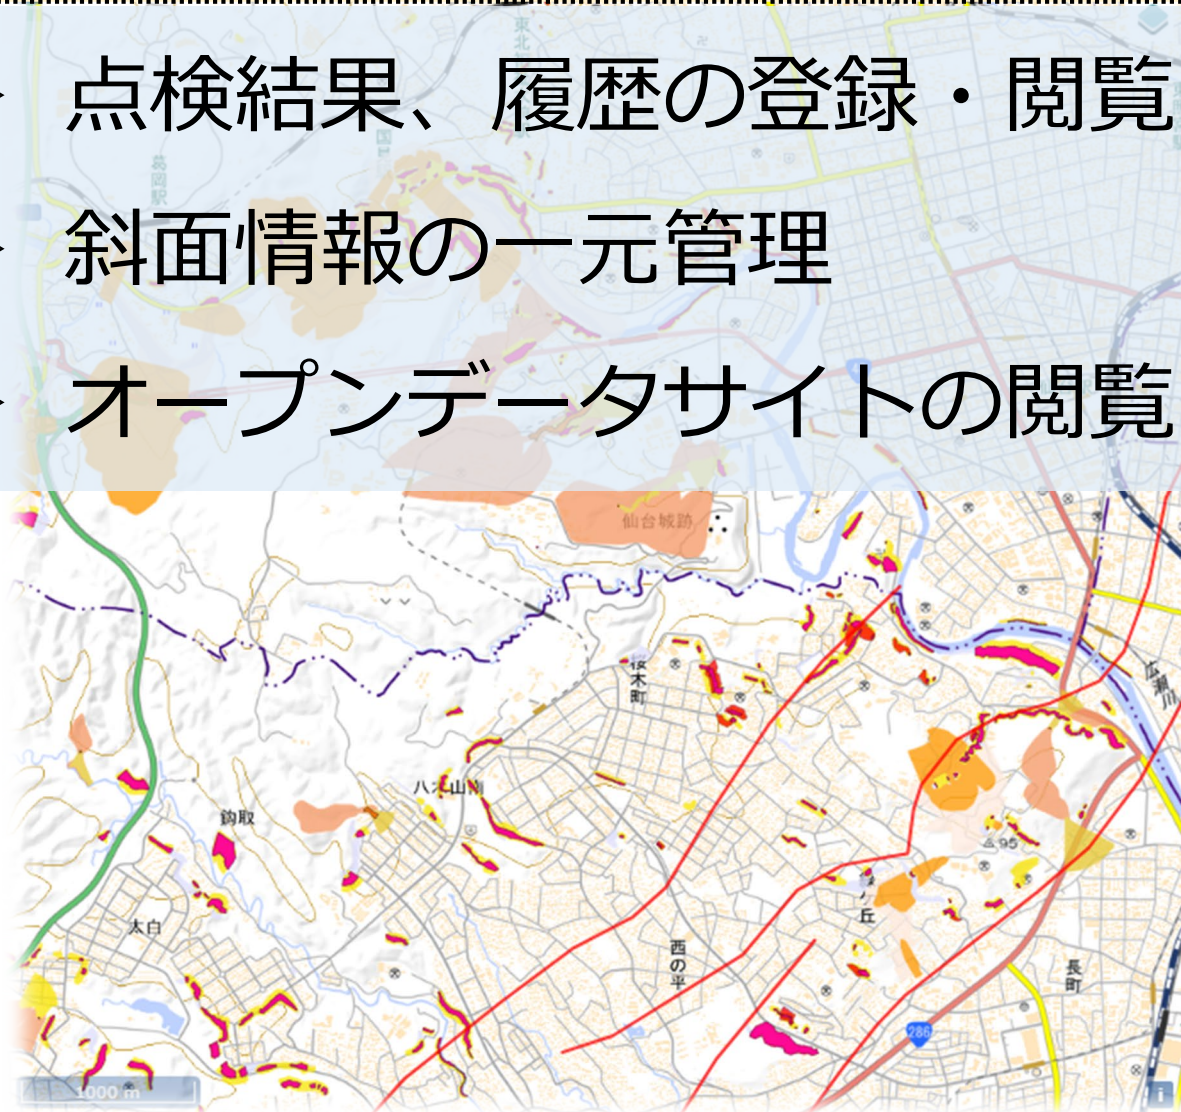 点検結果、履歴の登録・閲覧
斜面情報の一元管理
オープンデータサイトの閲覧
仙台城跡
桜木町
広瀬川
八木山南
鈎取
95
太白
西の平
長町
286
1000 m
i